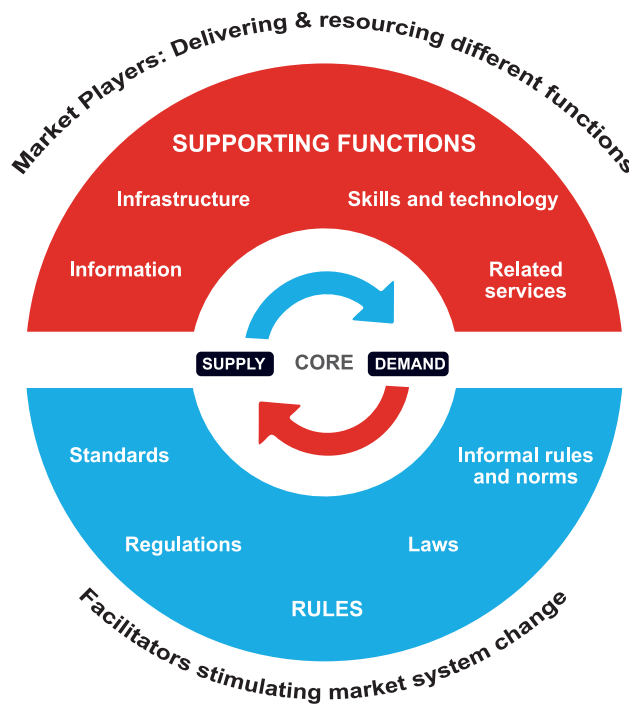 Market Players: Delivering & resourcing different functions
SUPPORTING FUNCTIONS
Infrastructure
Skills and technology
Information
Related
services
SUPPLY
CORE
DEMAND
Standards
Informal rules
and norms
Regulations
Laws
RULES
Facilitators stimulating market system change